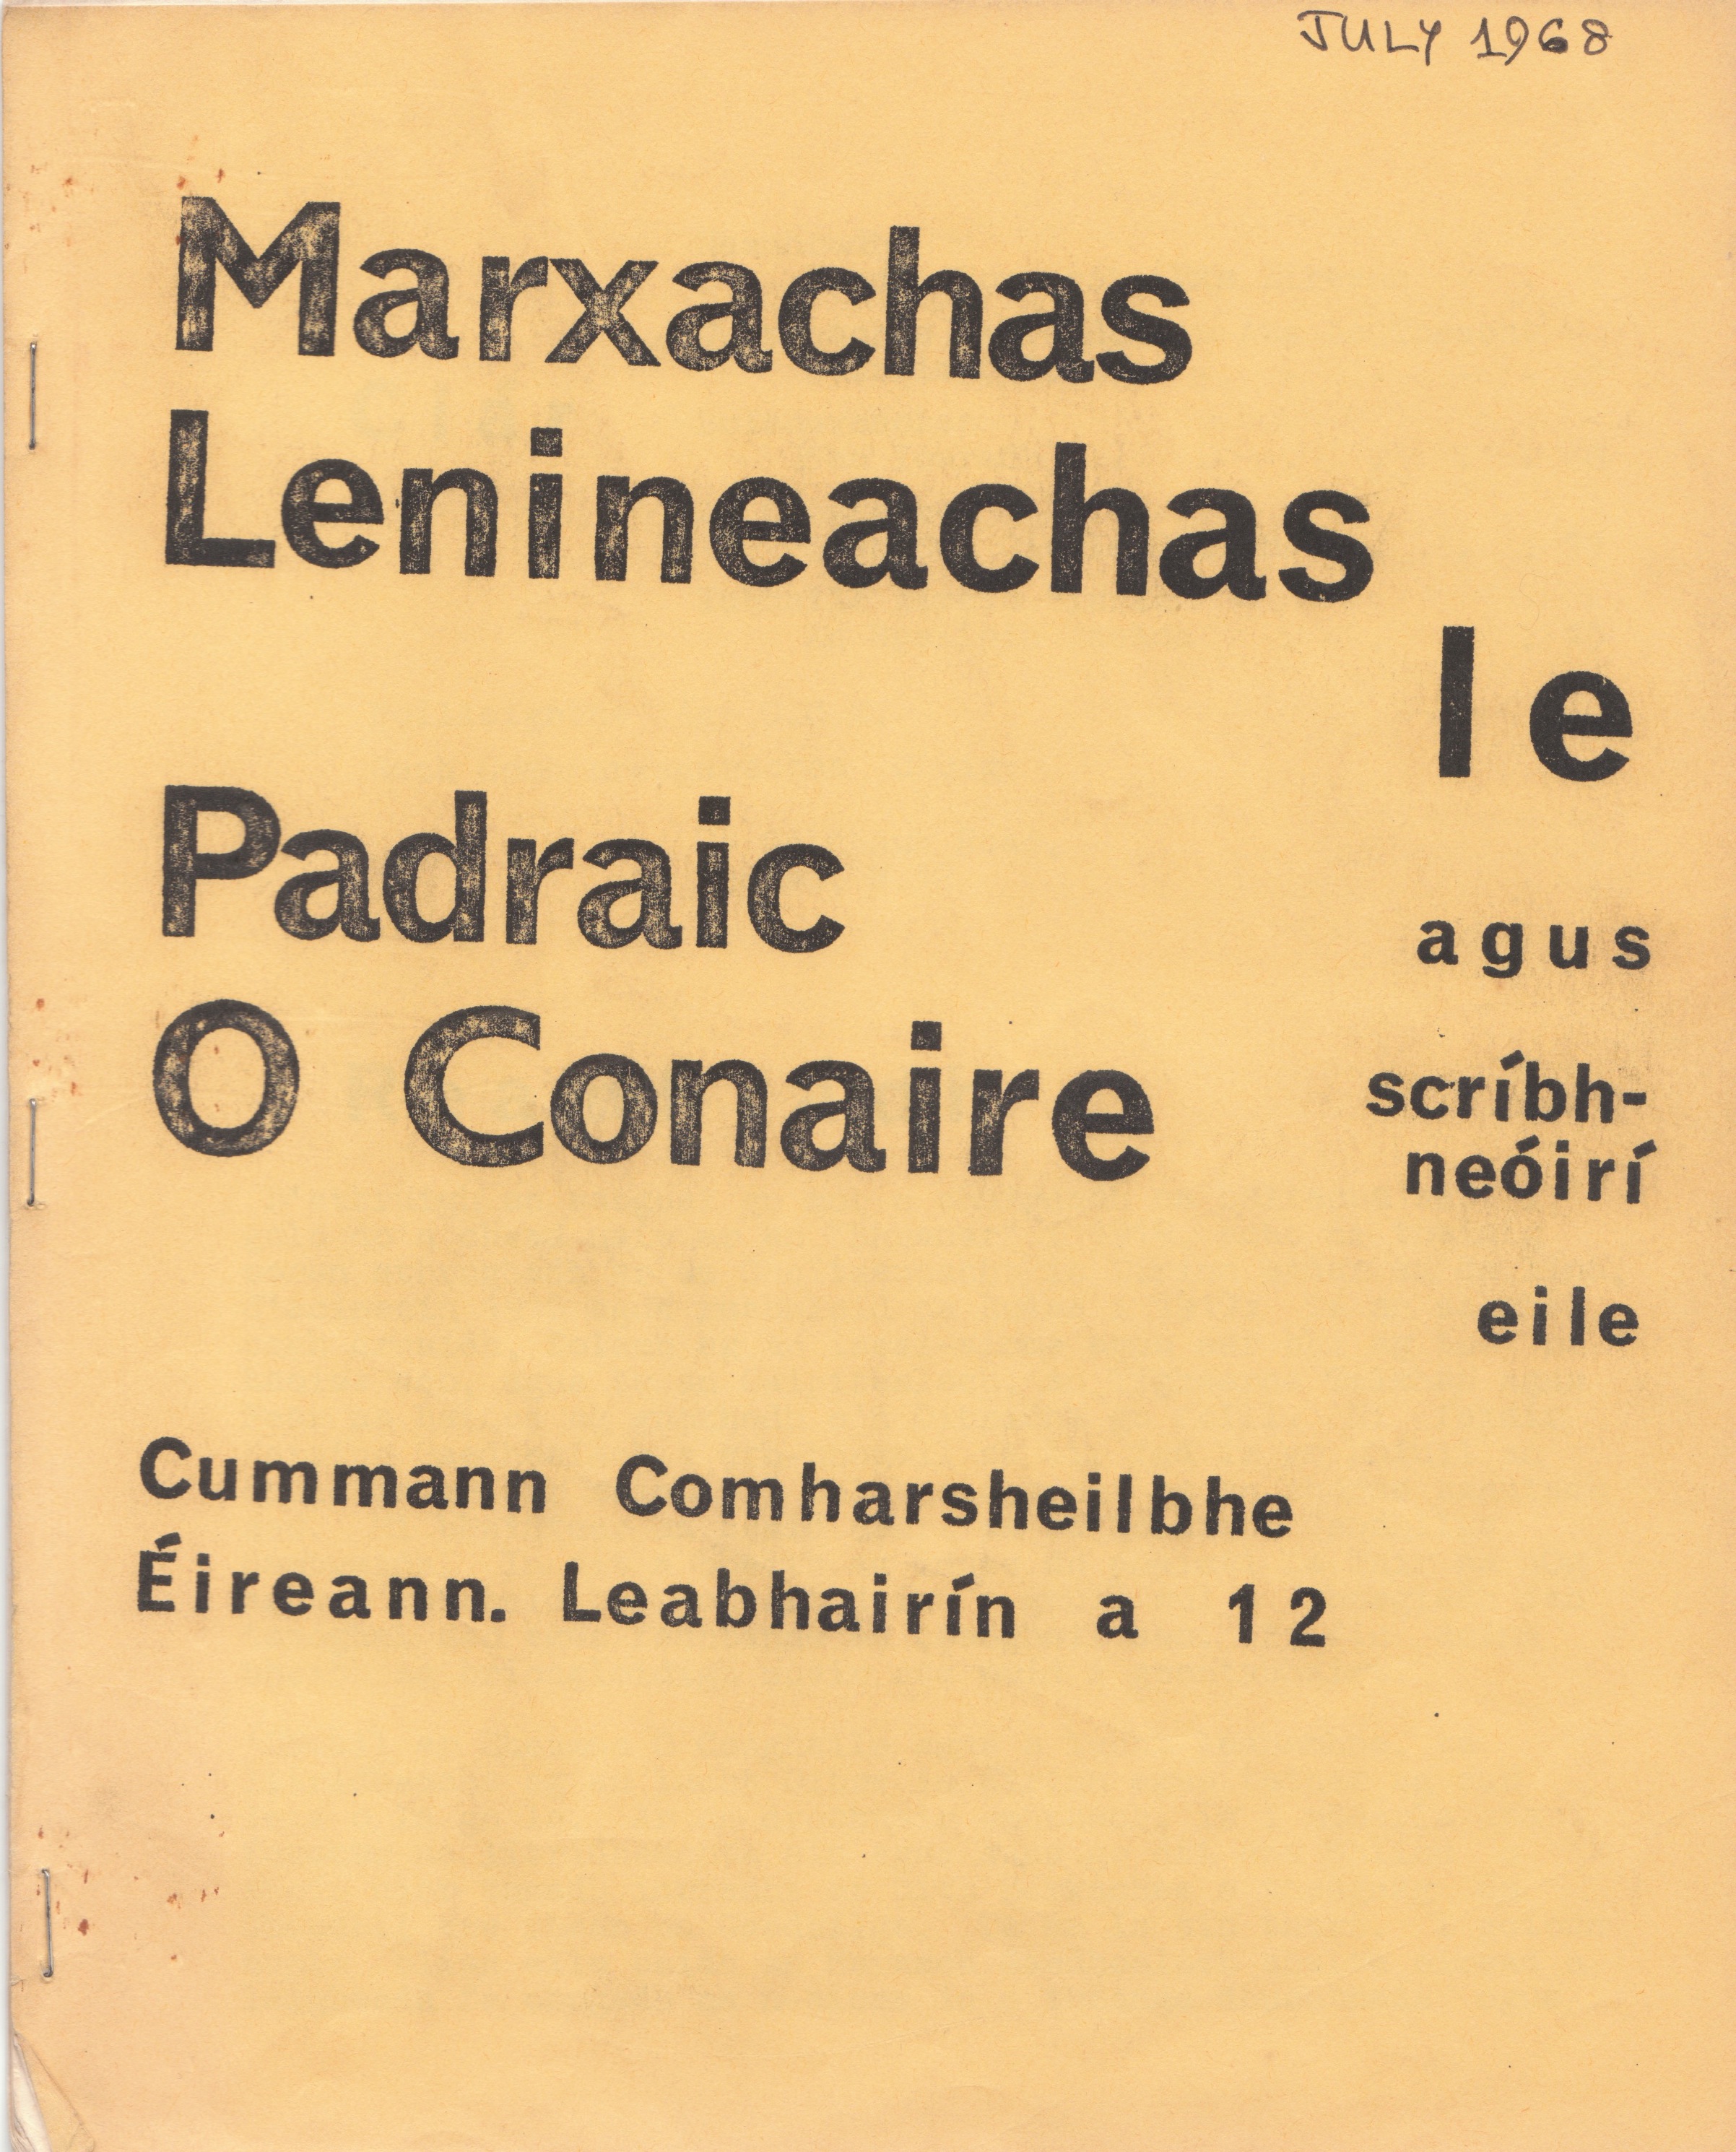 JULY 1968
Marxachas
Lenineachas
le
Padraic
O Conaire
agus
scríbh-
neóirí
eile
Cummann Comharsheilbhe
Éireann. Leabhairín a 12